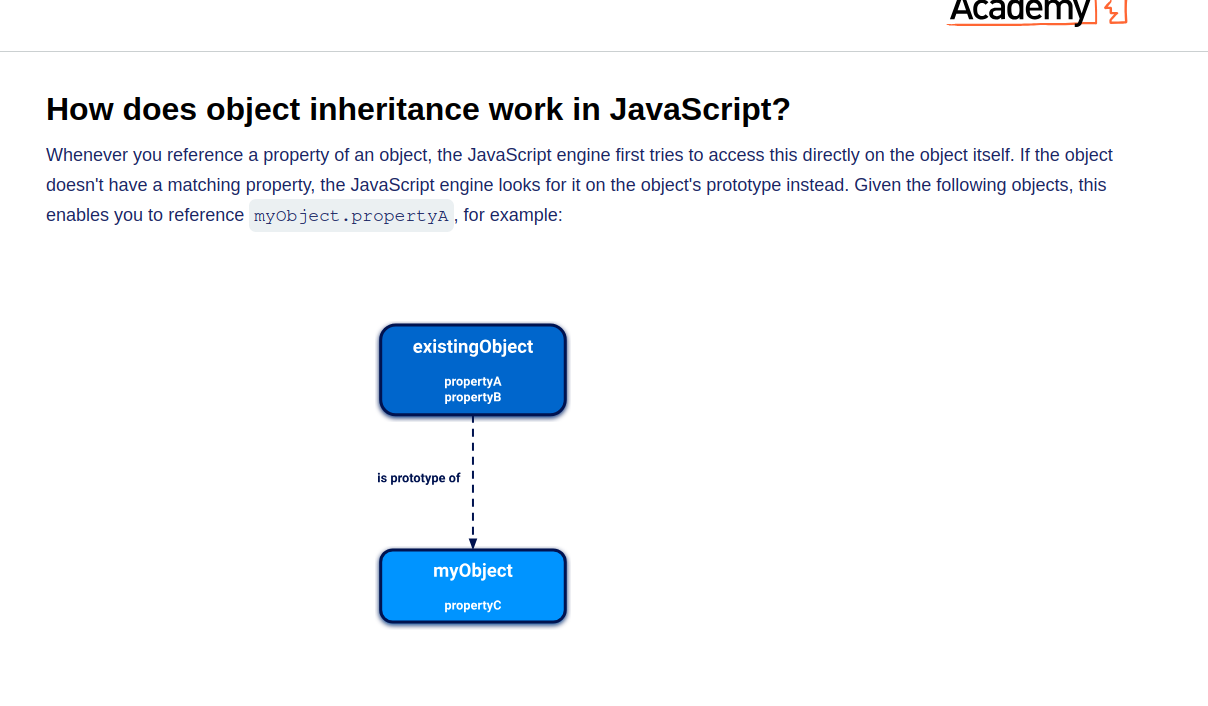 Academy
How does object inheritance work in JavaScript?
Whenever you reference a property of an object, the JavaScript engine first tries to access this directly on the object itself. If the object
doesn't have a matching property, the JavaScript engine looks for it on the object's prototype instead. Given the following objects, this
enables you to reference myObject.propertyA, for example:
existingObject
propertyA
propertyB
is prototype of
myObject
propertyC